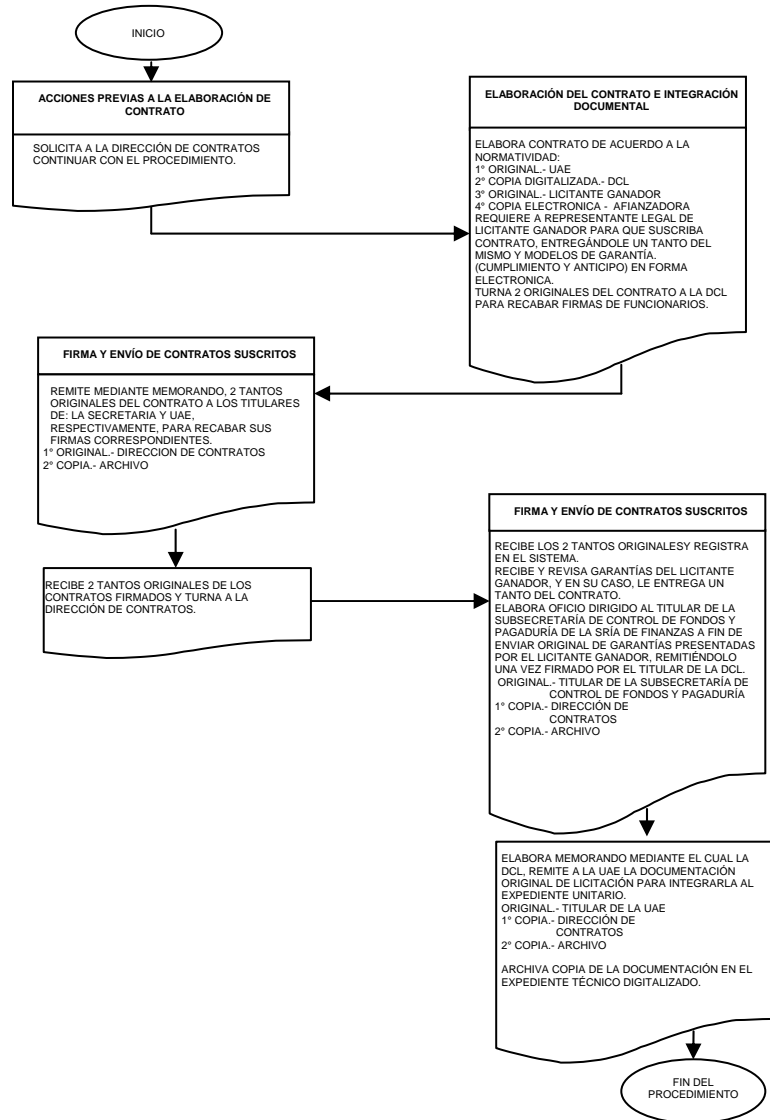 INICIO
ACCIONES PREVIAS A LA ELABORACIÓN DE
CONTRATO
SOLICITA A LA DIRECCIÓN DE CONTRATOS
CONTINUAR CON EL PROCEDIMIENTO.
ELABORACIÓN DEL CONTRATO E INTEGRACIÓN
DOCUMENTAL
ELABORA CONTRATO DE ACUERDO A LA
NORMATIVIDAD:
1° ORIGINAL.- UAE
2° COPIA DIGITALIZADA.- DCL
3° ORIGINAL.- LICITANTE GANADOR
4° COPIA ELECTRONICA - AFIANZADORA
REQUIERE A REPRESENTANTE LEGAL DE
LICITANTE GANADOR PARA QUE SUSCRIBA
CONTRATO, ENTREGÁNDOLE UN TANTO DEL
MISMO Y MODELOS DE GARANTÍA.
(CUMPLIMIENTO Y ANTICIPO) EN FORMA
ELECTRONICA.
TURNA 2 ORIGINALES DEL CONTRATO A LA DCL
PARA RECABAR FIRMAS DE FUNCIONARIOS.
FIRMA Y ENVÍO DE CONTRATOS SUSCRITOS
REMITE MEDIANTE MEMORANDO, 2 TANTOS
ORIGINALES DEL CONTRATO A LOS TITULARES
DE: LA SECRETARIA Y UAE,
RESPECTIVAMENTE, PARA RECABAR SUS
FIRMAS CORRESPONDIENTES.
1° ORIGINAL.- DIRECCION DE CONTRATOS
2° COPIA.- ARCHIVO
RECIBE 2 TANTOS ORIGINALES DE LOS
CONTRATOS FIRMADOS Y TURNA A LA
DIRECCIÓN DE CONTRATOS.
FIRMA Y ENVÍO DE CONTRATOS SUSCRITOS
RECIBE LOS 2 TANTOS ORIGINALESY REGISTRA
EN EL SISTEMA.
RECIBE Y REVISA GARANTÍAS DEL LICITANTE
GANADOR, Y EN SU CASO, LE ENTREGA UN
TANTO DEL CONTRATO.
ELABORA OFICIO DIRIGIDO AL TITULAR DE LA
SUBSECRETARÍA DE CONTROL DE FONDOS Y
PAGADURÍA DE LA SRÍA DE FINANZAS A FIN DE
ENVIAR ORIGINAL DE GARANTÍAS PRESENTADAS
POR EL LICITANTE GANADOR, REMITIÉNDOLO
UNA VEZ FIRMADO POR EL TITULAR DE LA DCL.
ORIGINAL.- TITULAR DE LA SUBSECRETARÍA DE
CONTROL DE FONDOS Y PAGADURÍA
1° COPIA.- DIRECCIÓN DE
CONTRATOS
2° COPIA.- ARCHIVO
ELABORA MEMORANDO MEDIANTE EL CUAL LA
DCL, REMITE A LA UAE LA DOCUMENTACIÓN
ORIGINAL DE LICITACIÓN PARA INTEGRARLA AL
EXPEDIENTE UNITARIO.
ORIGINAL.- TITULAR DE LA UAE
1° COPIA.- DIRECCIÓN DE
CONTRATOS
2° COPIA.- ARCHIVO
ARCHIVA COPIA DE LA DOCUMENTACIÓN EN EL
EXPEDIENTE TÉCNICO DIGITALIZADO.
FIN DEL
PROCEDIMIENTO